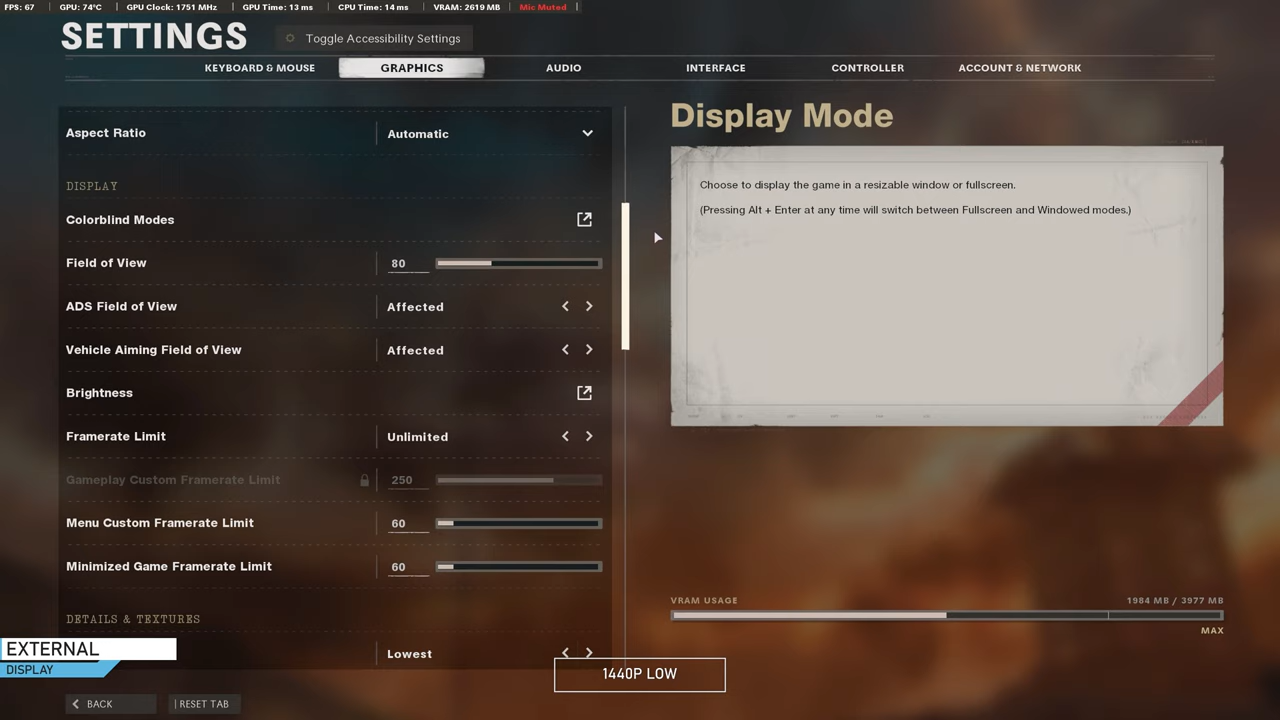 FPS: 67 | GPU: 74°C | GPU Clock: 1751 MHz | GPU Time: 13 ms | CPU Time: 14 ms | VRAM: 2619 MB | Mic Muted |
SETTINGS
Toggle Accessibility Settings
KEYBOARD & MOUSE GRAPHICS AUDIO INTERFACE CONTROLLER ACCOUNT & NETWORK
Aspect Ratio Automatic
DISPLAY
Colorblind Modes
Field of View 80
ADS Field of View Affected
Vehicle Aiming Field of View Affected
Brightness
Framerate Limit Unlimited
Gameplay Custom Framerate Limit 250
Menu Custom Framerate Limit 60
Minimized Game Framerate Limit 60
DETAILS & TEXTURES
Lowest
Display Mode
Choose to display the game in a resizable window or fullscreen.
(Pressing Alt + Enter at any time will switch between Fullscreen and Windowed modes.)
VRAM USAGE 1984 MB / 3977 MB
MAX
EXTERNAL
DISPLAY
1440P LOW
BACK | RESET TAB